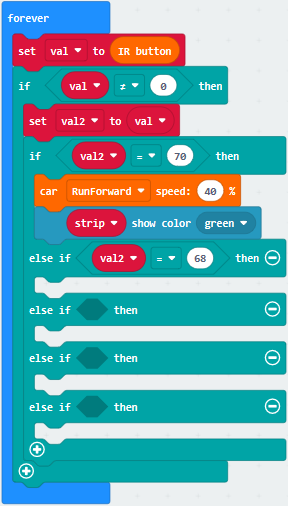 forever
set val to IR button
if val ≠ 0 then
set val2 to val
if val2 = 70 then
car RunForward speed: 40 %
strip show color green
else if val2 = 68 then
else if then
else if then
else if then